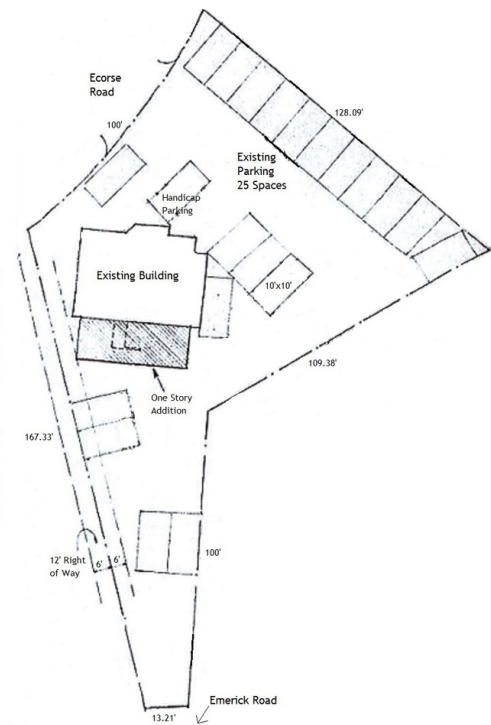 Ecorse
Road
128.09'
100'
Existing
Parking
25 Spaces
Handicap
Parking
Existing Building
10'x10'
109.38'
One Story
Addition
167.33'
100'
12' Right
of Way
6'
6'
Emerick Road
13.21'